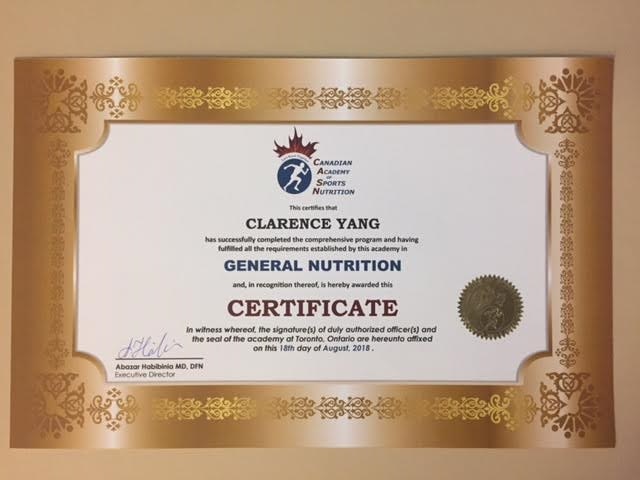 CANADIAN
ACADEMY
OF
SPORTS
NUTRITION
This certifies that
CLARENCE YANG
has successfully completed the comprehensive program and having
fulfilled all the requirements established by this academy in
GENERAL NUTRITION
and, in recognition thereof, is hereby awarded this
CERTIFICATE
In witness whereof, the signature(s) of duly authorized officer(s) and
the seal of the academy at Toronto, Ontario are hereunto affixed
on this 18th day of August, 2018 .
Abazar Habibinia MD, DFN
Executive Director